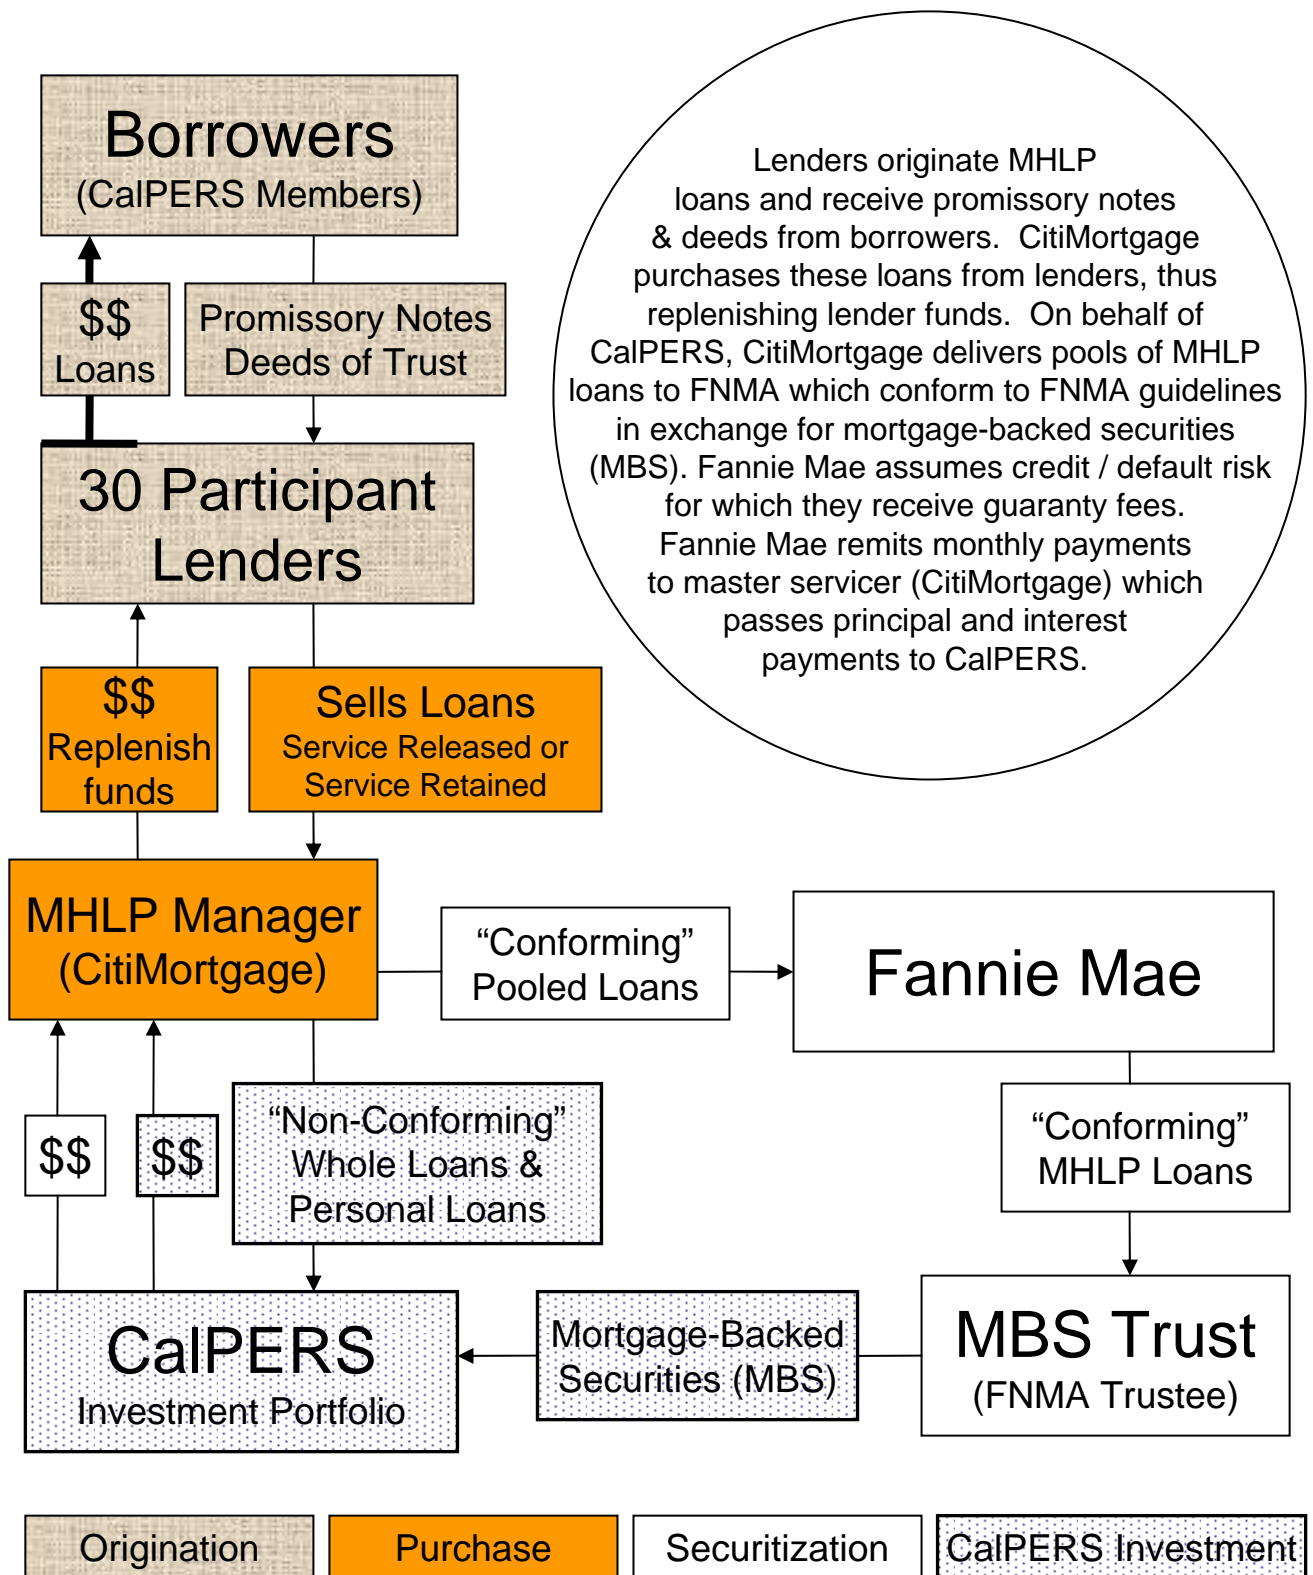 Borrowers
(CalPERS Members)
Lenders originate MHLP
loans and receive promissory notes
& deeds from borrowers.  CitiMortgage
purchases these loans from lenders, thus
replenishing lender funds.  On behalf of
CalPERS, CitiMortgage delivers pools of MHLP
loans to FNMA which conform to FNMA guidelines
in exchange for mortgage-backed securities
(MBS). Fannie Mae assumes credit / default risk
for which they receive guaranty fees.
Fannie Mae remits monthly payments
to master servicer (CitiMortgage) which
passes principal and interest
payments to CalPERS.
$$
Loans
Promissory Notes
Deeds of Trust
30 Participant
Lenders
$$
Replenish
funds
Sells Loans
Service Released or
Service Retained
MHLP Manager
(CitiMortgage)
“Conforming”
Pooled Loans
Fannie Mae
$$
$$
“Non-Conforming”
Whole Loans &
Personal Loans
“Conforming”
MHLP Loans
CalPERS
Investment Portfolio
Mortgage-Backed
Securities (MBS)
MBS Trust
(FNMA Trustee)
Origination
Purchase
Securitization
CalPERS Investment